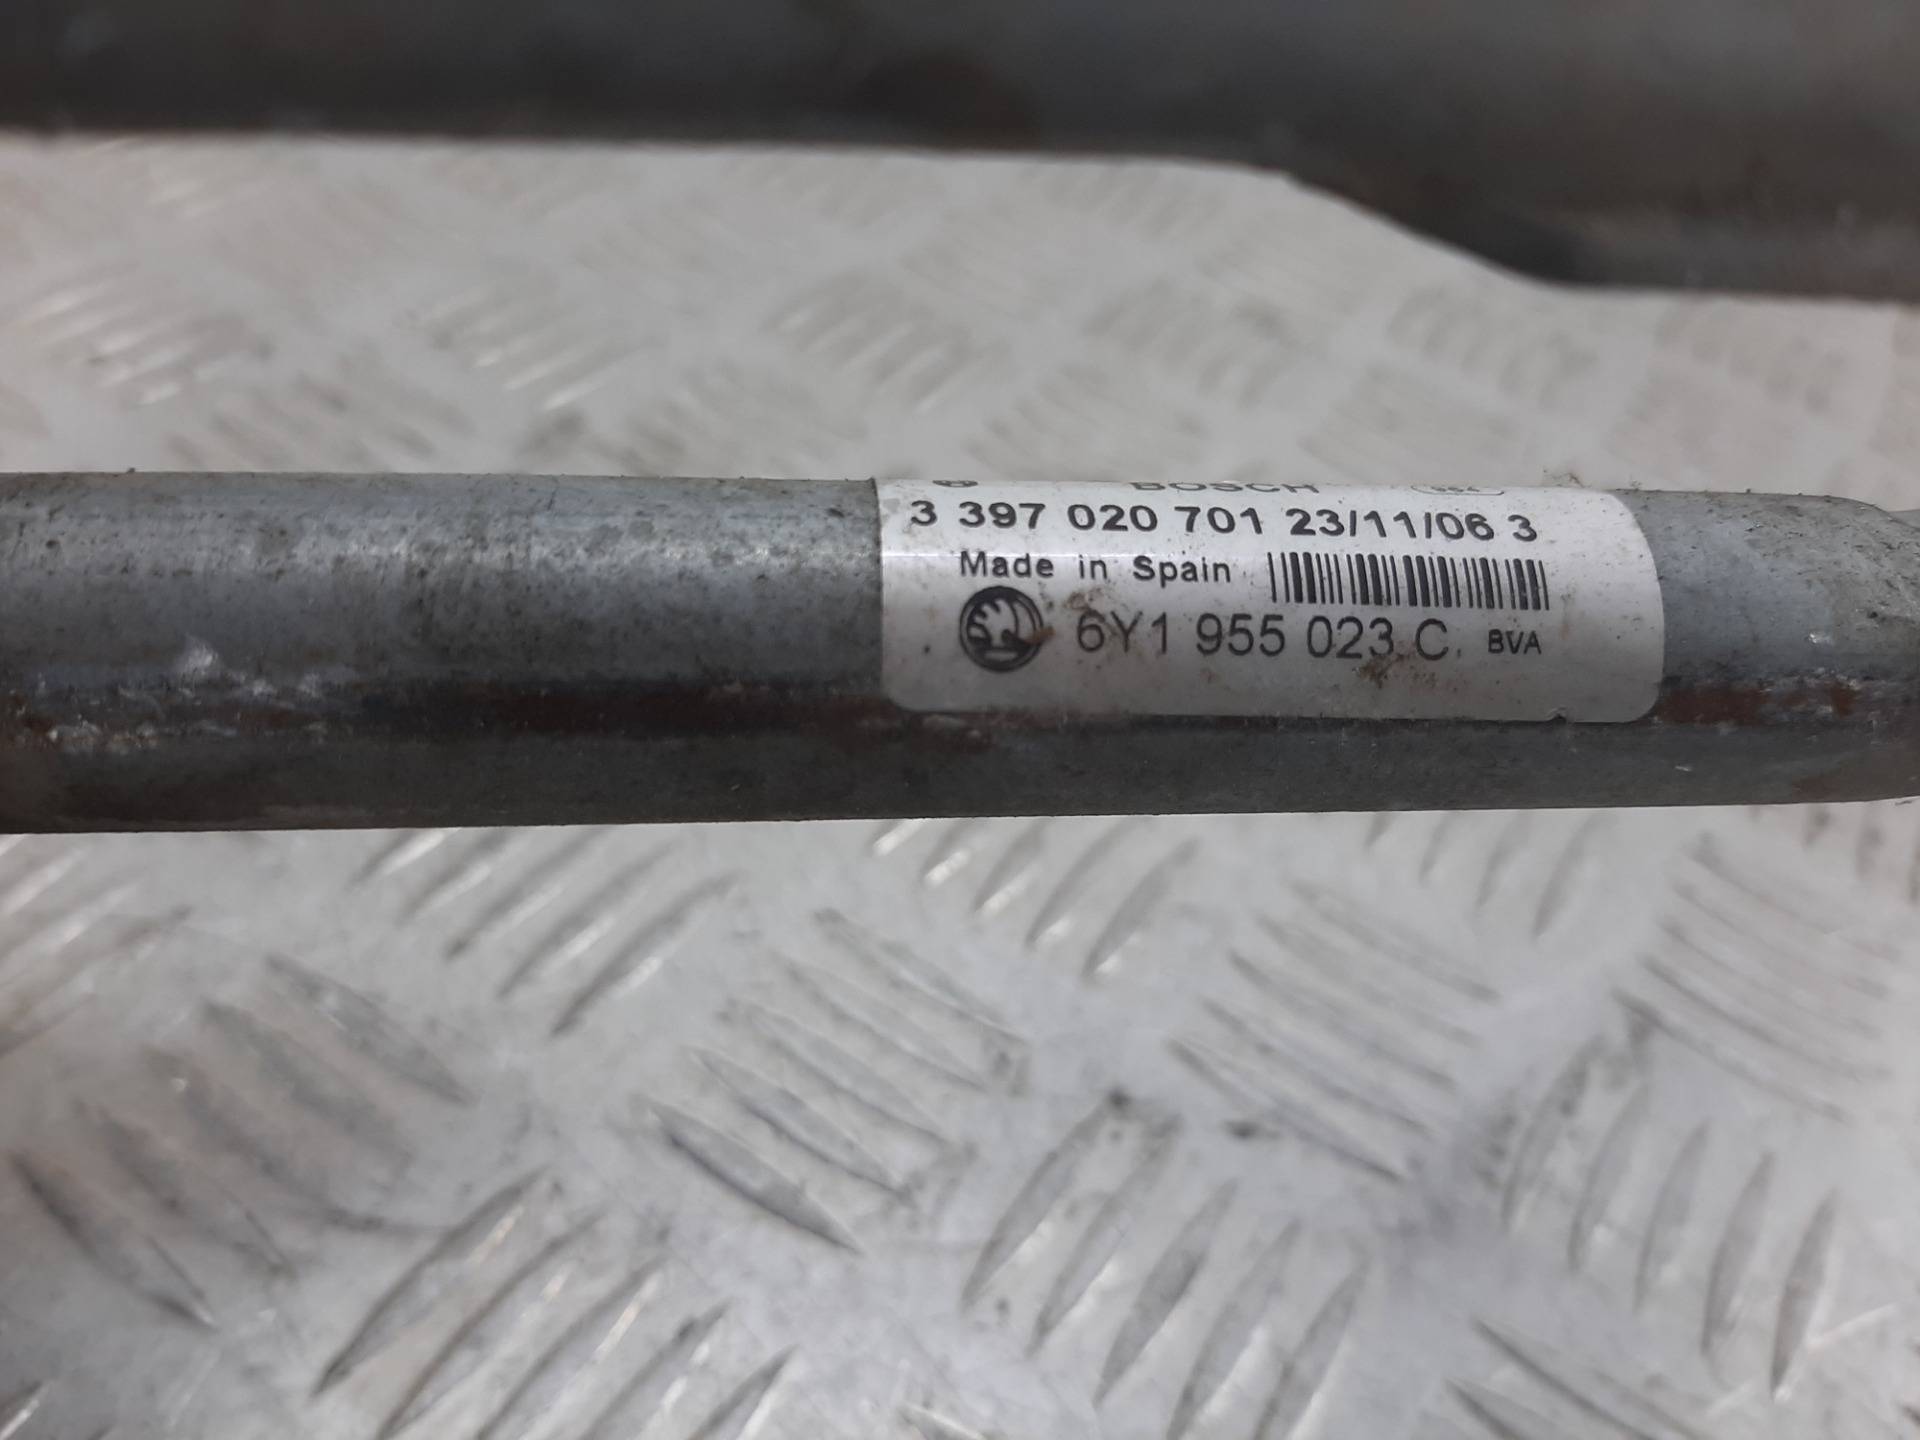 BOSCH
3 397 020 701 23/11/06 3
Made in Spain
6Y1 955 023 C. BVA